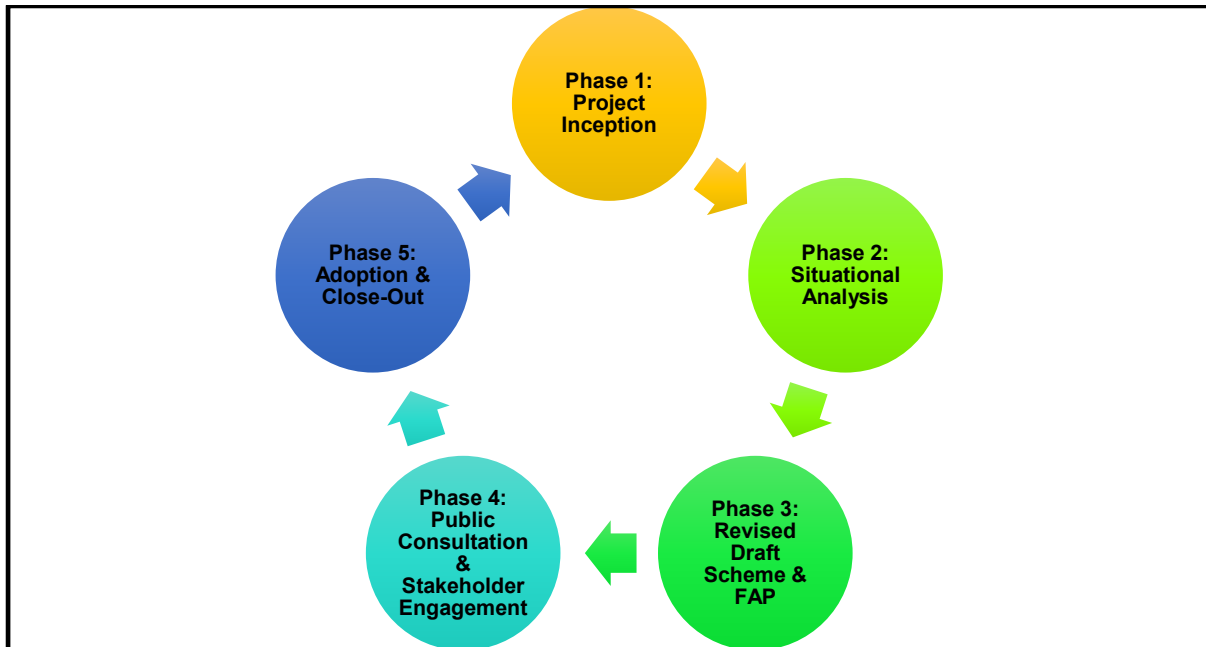 Phase 1:
Project
Inception
Phase 2:
Situational
Analysis
Phase 3:
Revised
Draft
Scheme &
FAP
Phase 4:
Public
Consultation
&
Stakeholder
Engagement
Phase 5:
Adoption &
Close-Out